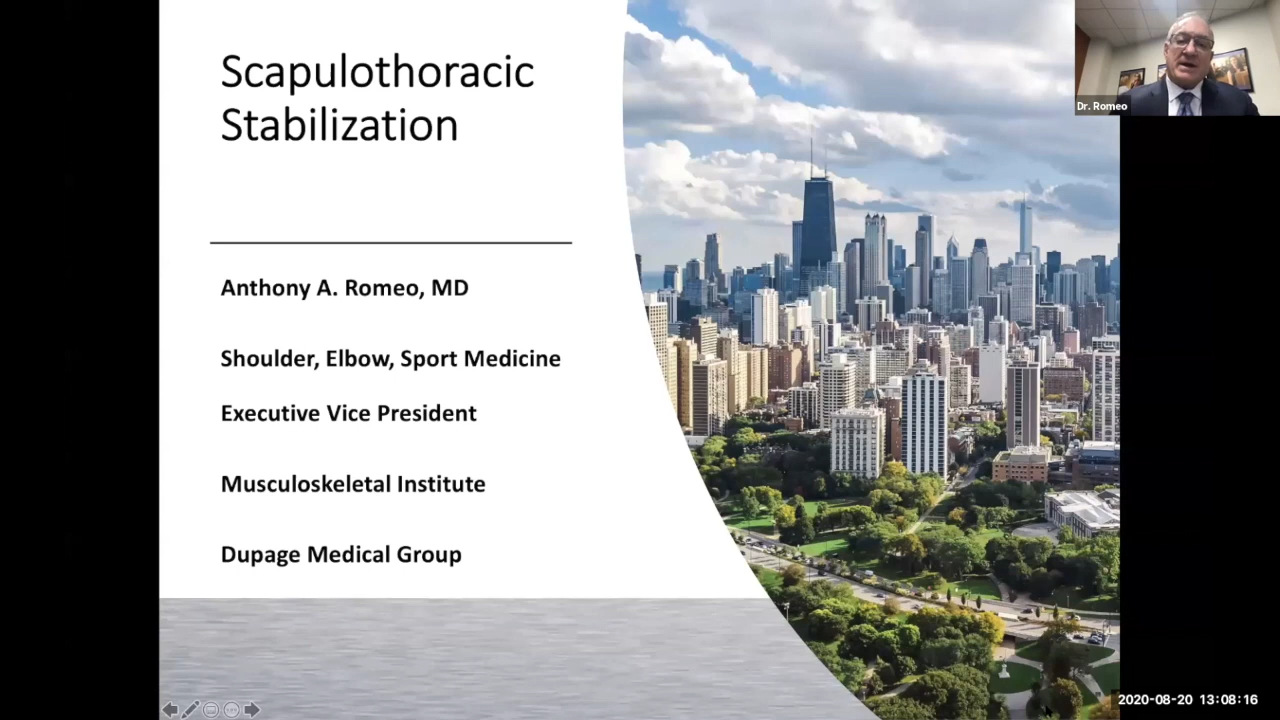 Scapulothoracic
Stabilization
Anthony A. Romeo, MD
Shoulder, Elbow, Sport Medicine
Executive Vice President
Musculoskeletal Institute
Dupage Medical Group
Dr. Romeo
2020-08-20 13:08:16